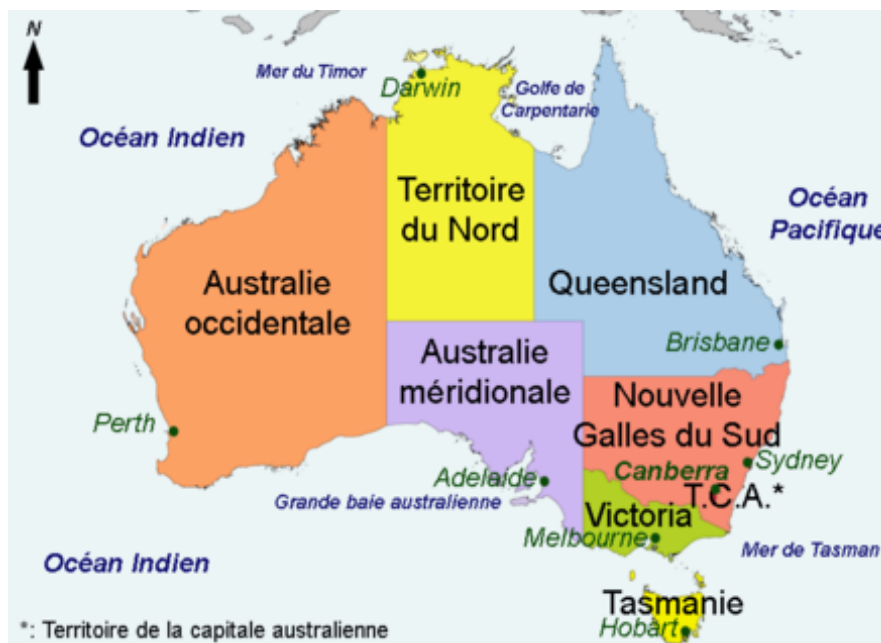 N
Mer du Timor
Darwin
Golfe de
Carpentarie
Océan Indien
Territoire
du Nord
Océan
Pacifique
Australie
occidentale
Queensland
Brisbane
Australie
méridionale
Nouvelle
Galles du Sud
Perth
Sydney
Canberra
Adelaide
T.C.A.*
Grande baie australienne
Victoria
Melbourne
Mer de Tasman
Océan Indien
Tasmanie
Hobart
*: Territoire de la capitale australienne